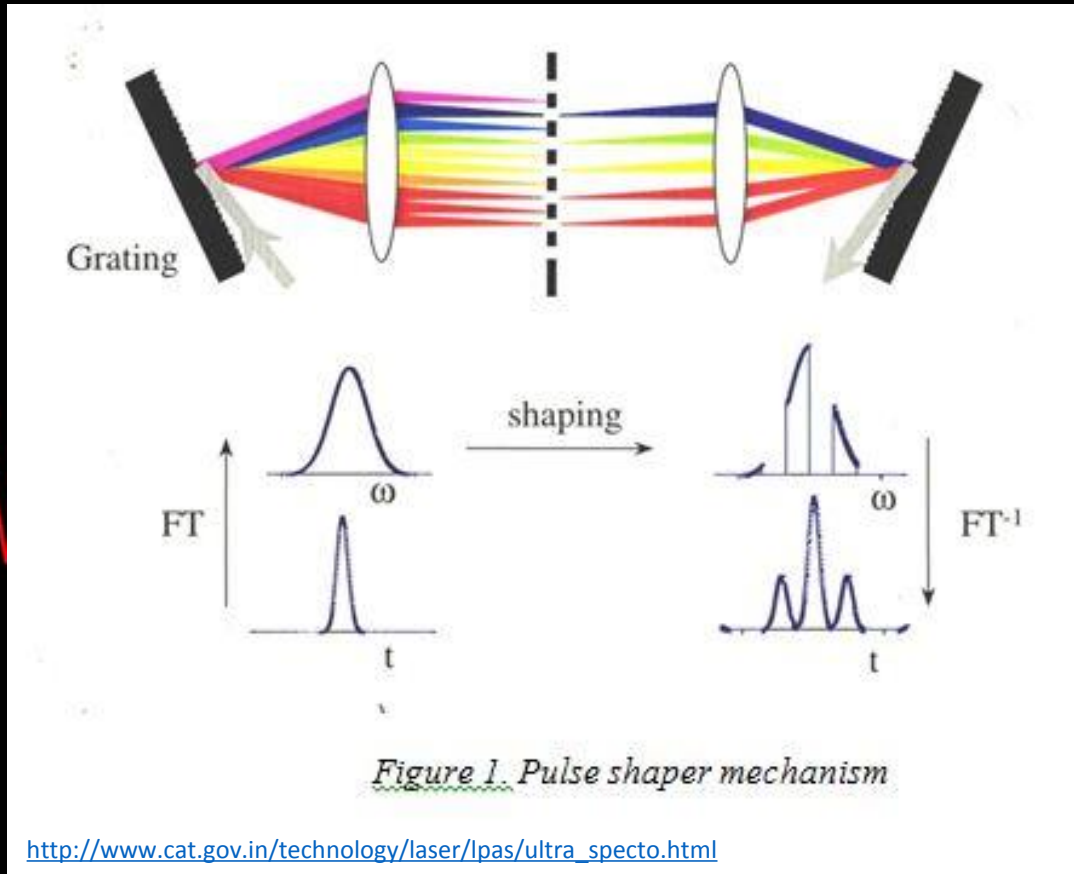 Grating
shaping
ω
ω
FT
FT-1
t
t
Figure 1. Pulse shaper mechanism
http://www.cat.gov.in/technology/laser/lpas/ultra_specto.html